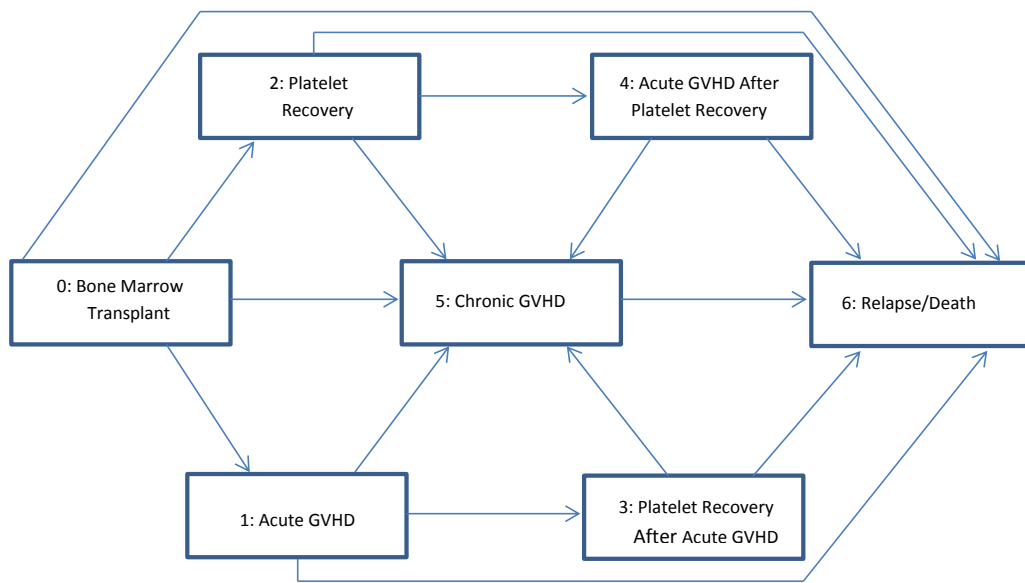 2: Platelet
Recovery
4: Acute GVHD After
Platelet Recovery
0: Bone Marrow
Transplant
5: Chronic GVHD
6: Relapse/Death
1: Acute GVHD
3: Platelet Recovery
After Acute GVHD